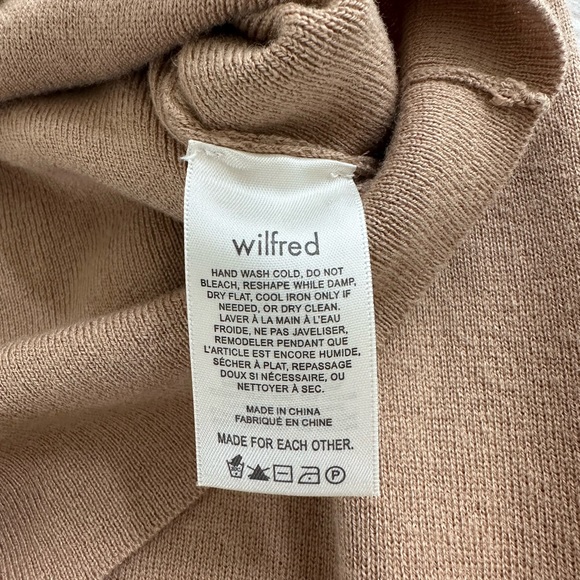 wilfred
HAND WASH COLD, DO NOT
BLEACH, RESHAPE WHILE DAMP,
DRY FLAT, COOL IRON ONLY IF
NEEDED, OR DRY CLEAN.
LAVER À LA MAIN À L'EAU
FROIDE, NE PAS JAVELISER,
REMODELER PENDANT QUE
L'ARTICLE EST ENCORE HUMIDE,
SÉCHER À PLAT, REPASSAGE
DOUX SI NÉCESSAIRE, OU
NETTOYER À SEC.
MADE IN CHINA
FABRIQUÉ EN CHINE
MADE FOR EACH OTHER.
P